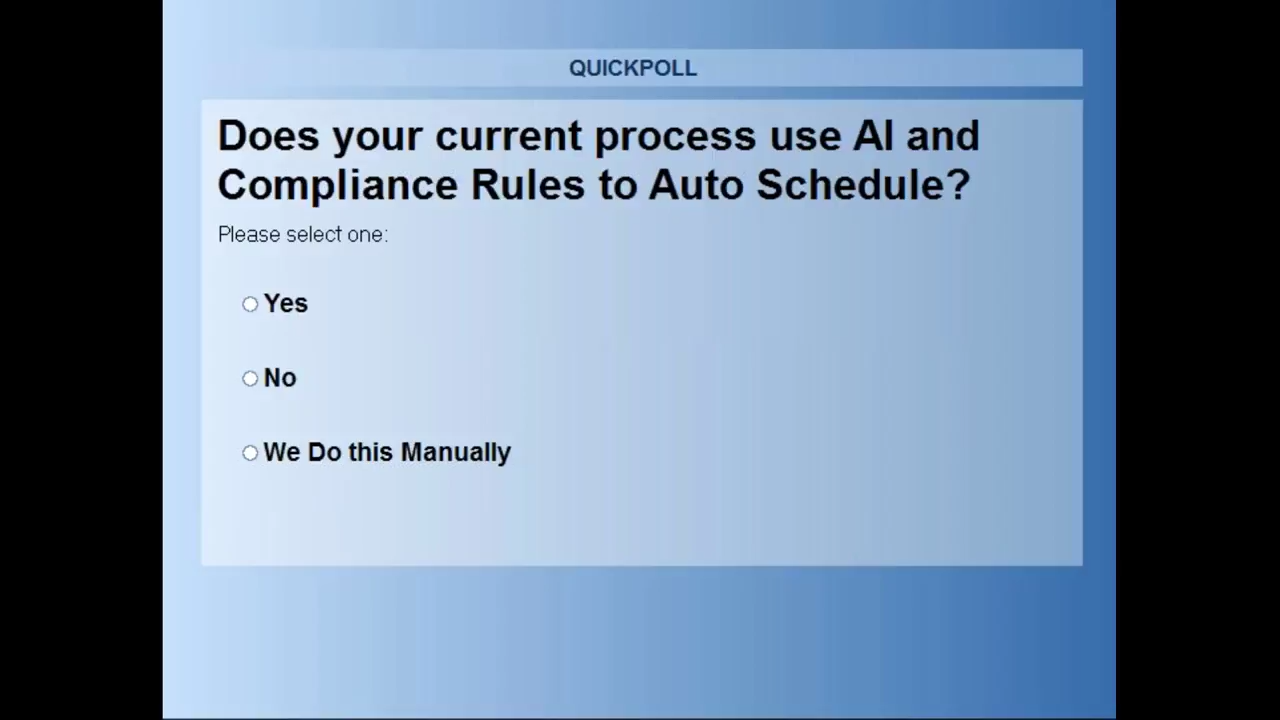 QUICKPOLL
Does your current process use AI and
Compliance Rules to Auto Schedule?
Please select one:
Yes
No
We Do this Manually